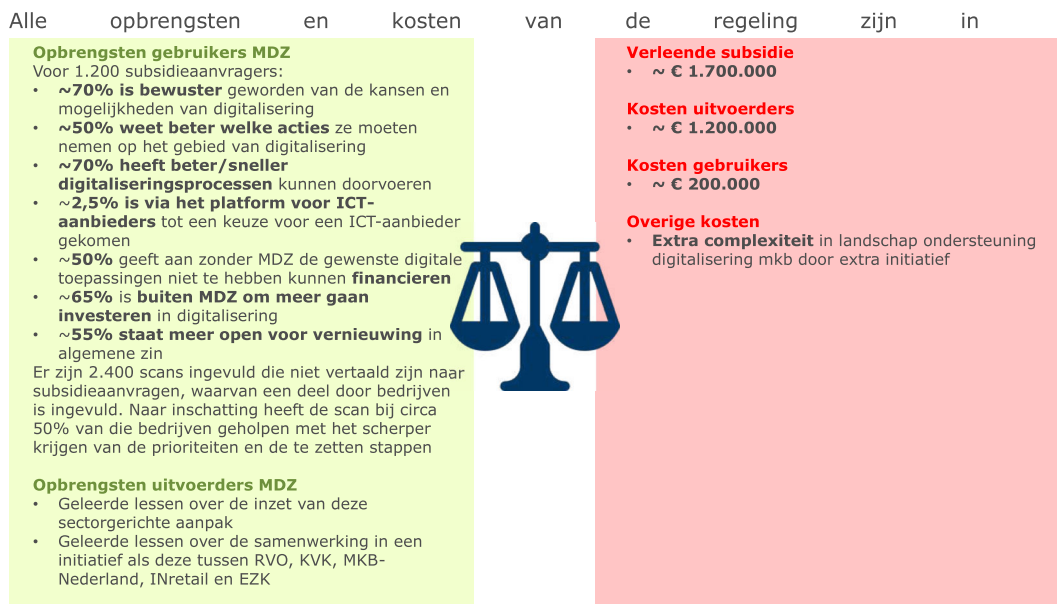 Alle opbrengsten en kosten van de regeling zijn in
Opbrengsten gebruikers MDZ
Voor 1.200 subsidieaanvragers:
• ~70% is bewuster geworden van de kansen en
mogelijkheden van digitalisering
• ~50% weet beter welke acties ze moeten
nemen op het gebied van digitalisering
• ~70% heeft beter/sneller
digitaliseringsprocessen kunnen doorvoeren
• ~2,5% is via het platform voor ICT-
aanbieders tot een keuze voor een ICT-aanbieder
gekomen
• ~50% geeft aan zonder MDZ de gewenste digitale
toepassingen niet te hebben kunnen financieren
• ~65% is buiten MDZ om meer gaan
investeren in digitalisering
• ~55% staat meer open voor vernieuwing in
algemene zin
Er zijn 2.400 scans ingevuld die niet vertaald zijn naar
subsidieaanvragen, waarvan een deel door bedrijven
is ingevuld. Naar inschatting heeft de scan bij circa
50% van die bedrijven geholpen met het scherper
krijgen van de prioriteiten en de te zetten stappen
Opbrengsten uitvoerders MDZ
• Geleerde lessen over de inzet van deze
sectorgerichte aanpak
• Geleerde lessen over de samenwerking in een
initiatief als deze tussen RVO, KVK, MKB-
Nederland, INretail en EZK
Verleende subsidie
• ~ € 1.700.000
Kosten uitvoerders
• ~ € 1.200.000
Kosten gebruikers
• ~ € 200.000
Overige kosten
• Extra complexiteit in landschap ondersteuning
digitalisering mkb door extra initiatief